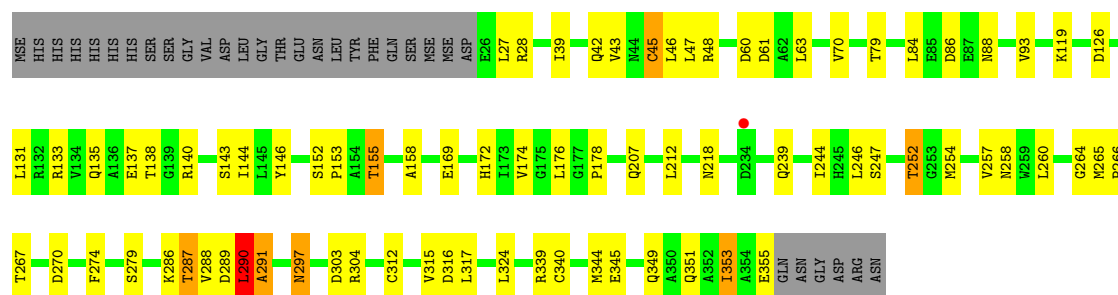 MSE HIS HIS HIS HIS HIS HIS SER SER GLY VAL ASP LEU GLY THR GLU ASN LEU TYR PHE GLN SER MSE MSE ASP E26 L27 R28 I39 Q42 V43 N44 C45 L46 L47 R48 D60 D61 A62 L63 V70 T79 L84 E85 D86 E87 N88 V93 K119 D126
L131 R132 R133 V134 Q135 A136 E137 T138 G139 R140 S143 I144 L145 Y146 S152 P153 A154 T155 A158 E169 H172 I173 V174 G175 L176 G177 P178 Q207 L212 N218 D234 Q239 I244 H245 L246 S247 T252 G253 M254 V257 N258 W259 L260 G264 M265 P266
T267 D270 F274 S279 K286 T287 V288 D289 L290 A291 N297 D303 R304 C312 V315 D316 L317 L324 R339 C340 M344 E345 Q349 A350 Q351 A352 I353 A354 E355 GLN ASN GLY ASP ARG ASN